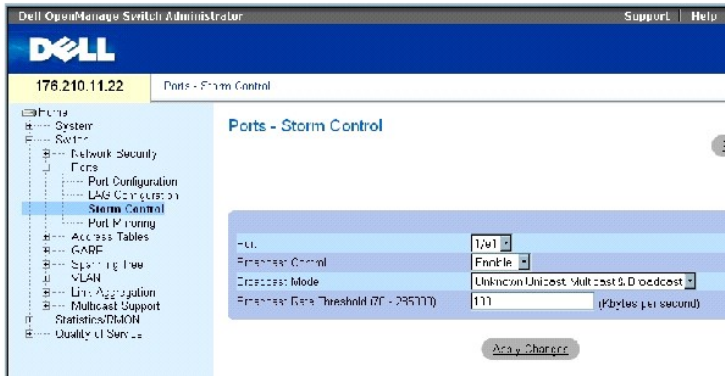 Dell OpenManage Switch Administrator
Support | Help
DELL
176.210.11.22
Ports - Storm Control
Home
System
Switch
Network Security
Ports
Port Configuration
LAG Configuration
Storm Control
Port Mirroring
Address Tables
GARP
Spanning Tree
VLAN
Link Aggregation
Multicast Support
Statistics/RMON
Quality of Service
Ports - Storm Control
Port 1/e1
Broadcast Control Enable
Broadcast Mode Unknown Unicast, Multicast & Broadcast
Broadcast Rate Threshold (Kbytes per second)
Apply Changes